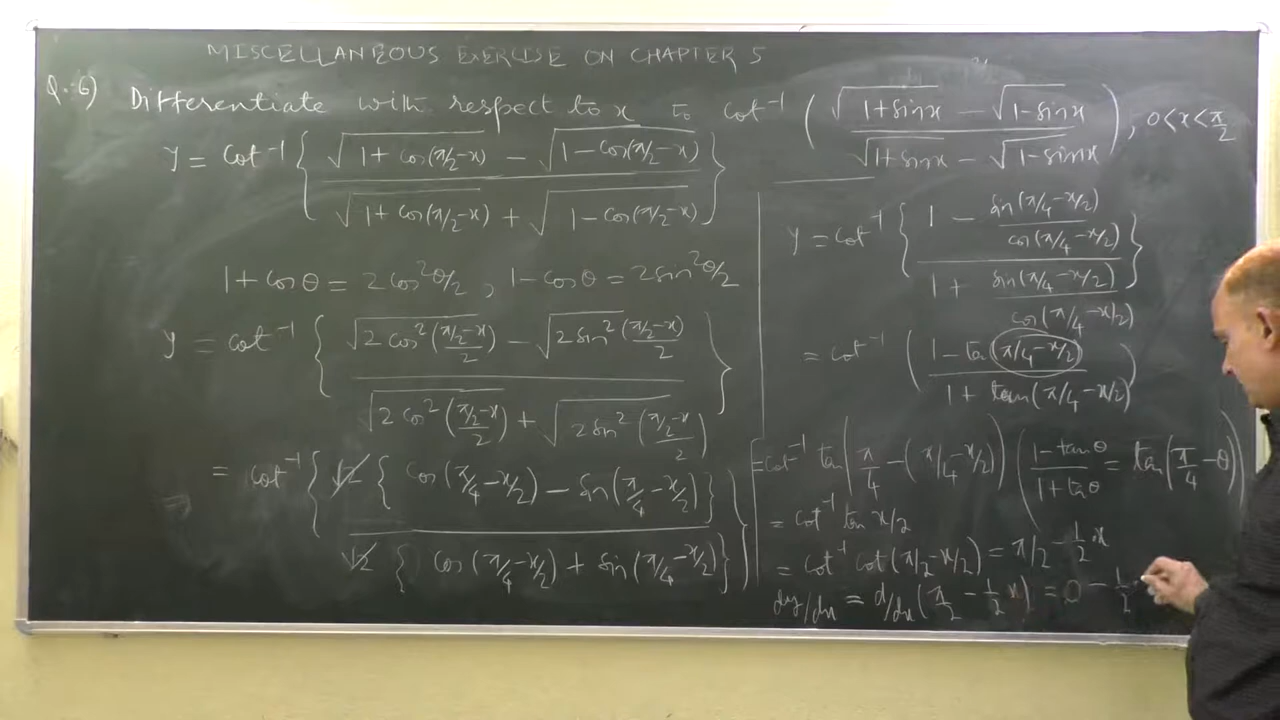 MISCELLANEOUS EXERCISE ON CHAPTER 5
Q.6) Differentiate with respect to x to cot⁻¹ ( (√(1+sinx) − √(1−sinx)) / (√(1+sinx) − √(1−sinx)) ), 0<x<π/2
y = cot⁻¹ { (√(1+cos(π/2−x)) − √(1−cos(π/2−x))) / (√(1+cos(π/2−x)) + √(1−cos(π/2−x))) }
1+cosθ = 2cos²θ/2, 1−cosθ = 2sin²θ/2
y = cot⁻¹ { (√(2cos²((π/2−x)/2)) − √(2sin²((π/2−x)/2))) / (√(2cos²((π/2−x)/2)) + √(2sin²((π/2−x)/2))) }
= cot⁻¹ { √2 { cos(π/4−x/2) − sin(π/4−x/2) } / √2 { cos(π/4−x/2) + sin(π/4−x/2) } }
y = cot⁻¹ { (1 − sin(π/4−x/2)/cos(π/4−x/2)) / (1 + sin(π/4−x/2)/cos(π/4−x/2)) }
= cot⁻¹ ( (1−ta(π/4−x/2)) / (1+tan(π/4−x/2)) )
= cot⁻¹ tan(π/4−(π/4−x/2)) ( (1−tanθ)/(1+taθ) = tan(π/4−θ) )
= cot⁻¹ tan x/2
= cot⁻¹ cot(π/2−x/2) = π/2 − 1/2·x
dy/dx = d/dx(π/2 − 1/2 x) = 0 − 1/2